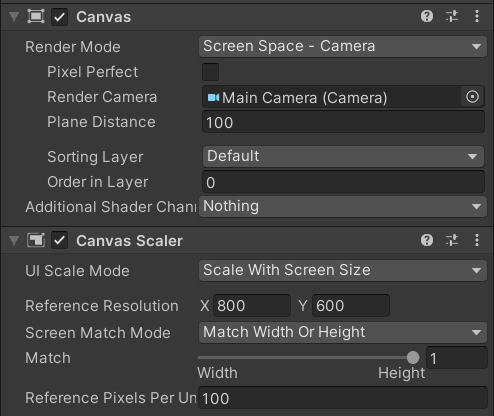 Canvas
Render Mode Screen Space - Camera
Pixel Perfect
Render Camera Main Camera (Camera)
Plane Distance 100
Sorting Layer Default
Order in Layer 0
Additional Shader Chan Nothing
Canvas Scaler
UI Scale Mode Scale With Screen Size
Reference Resolution X 800 Y 600
Screen Match Mode Match Width Or Height
Match 1
Width Height
Reference Pixels Per Un 100